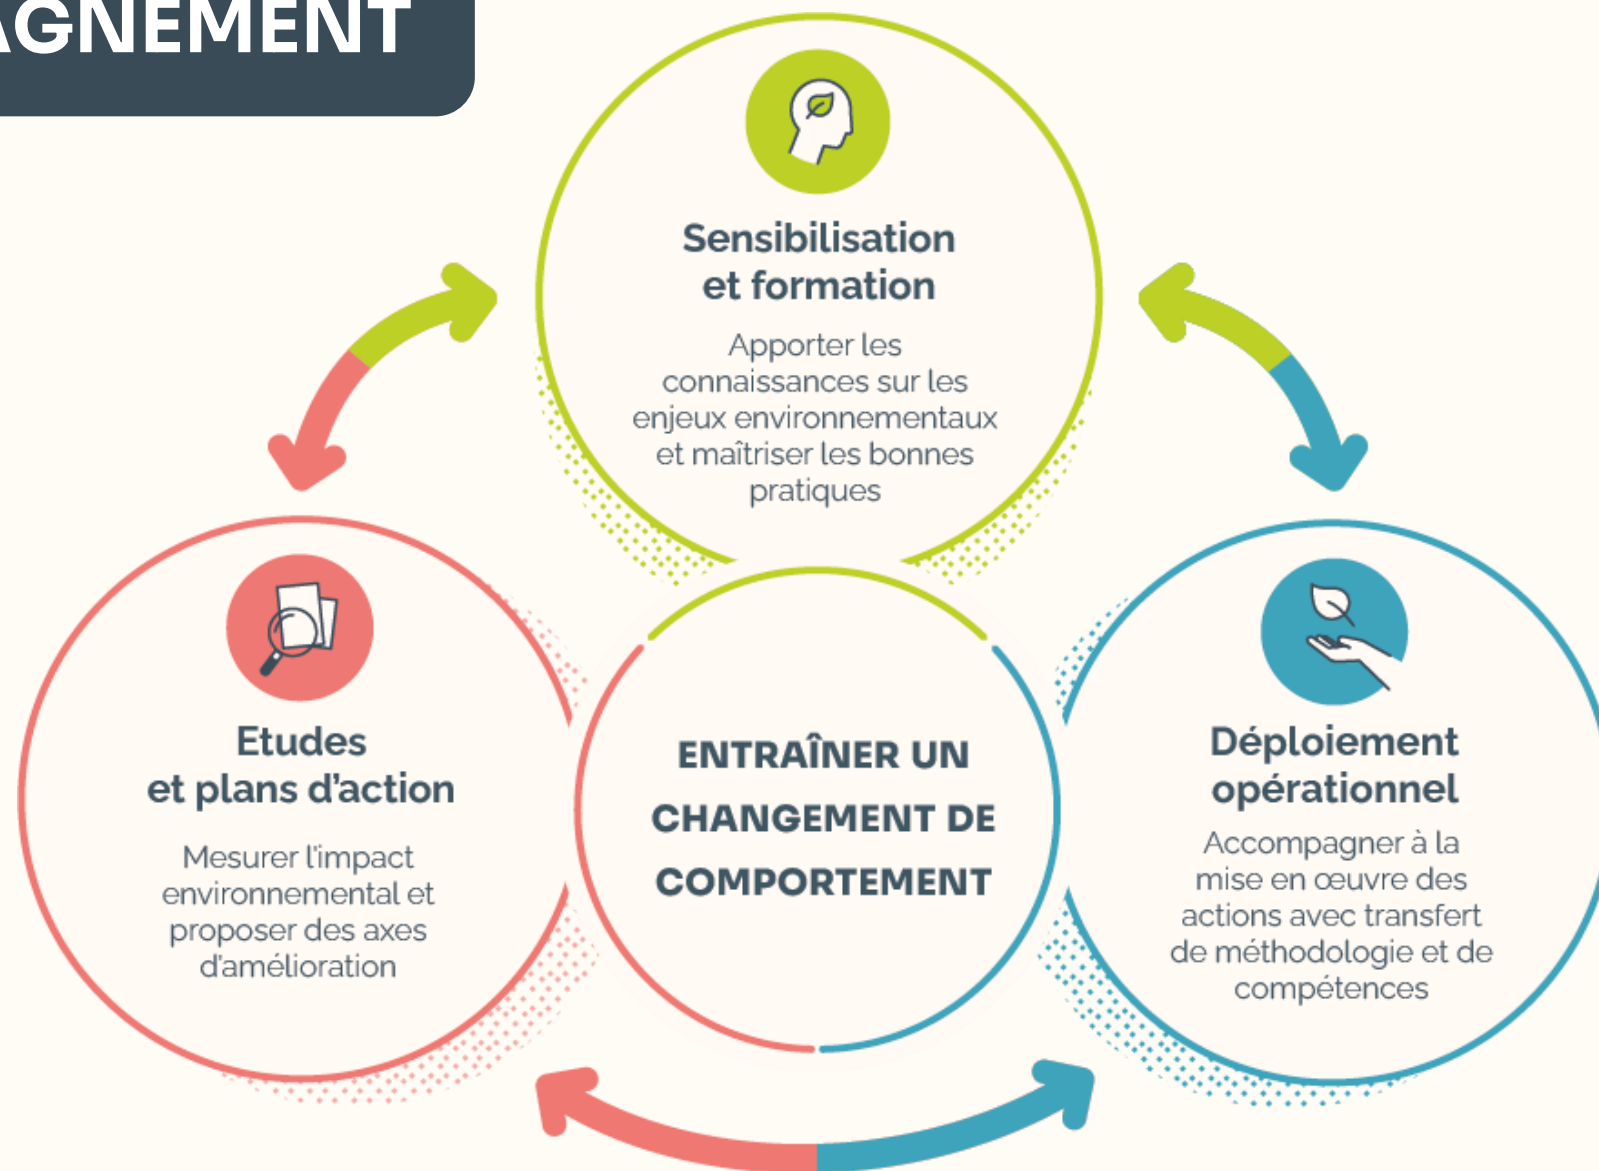 AGNEMENT
Sensibilisation
et formation
Apporter les
connaissances sur les
enjeux environnementaux
et maîtriser les bonnes
pratiques
Etudes
et plans d'action
Mesurer l'impact
environnemental et
proposer des axes
d'amélioration
ENTRAÎNER UN
CHANGEMENT DE
COMPORTEMENT
Déploiement
opérationnel
Accompagner à la
mise en œuvre des
actions avec transfert
de méthodologie et de
compétences